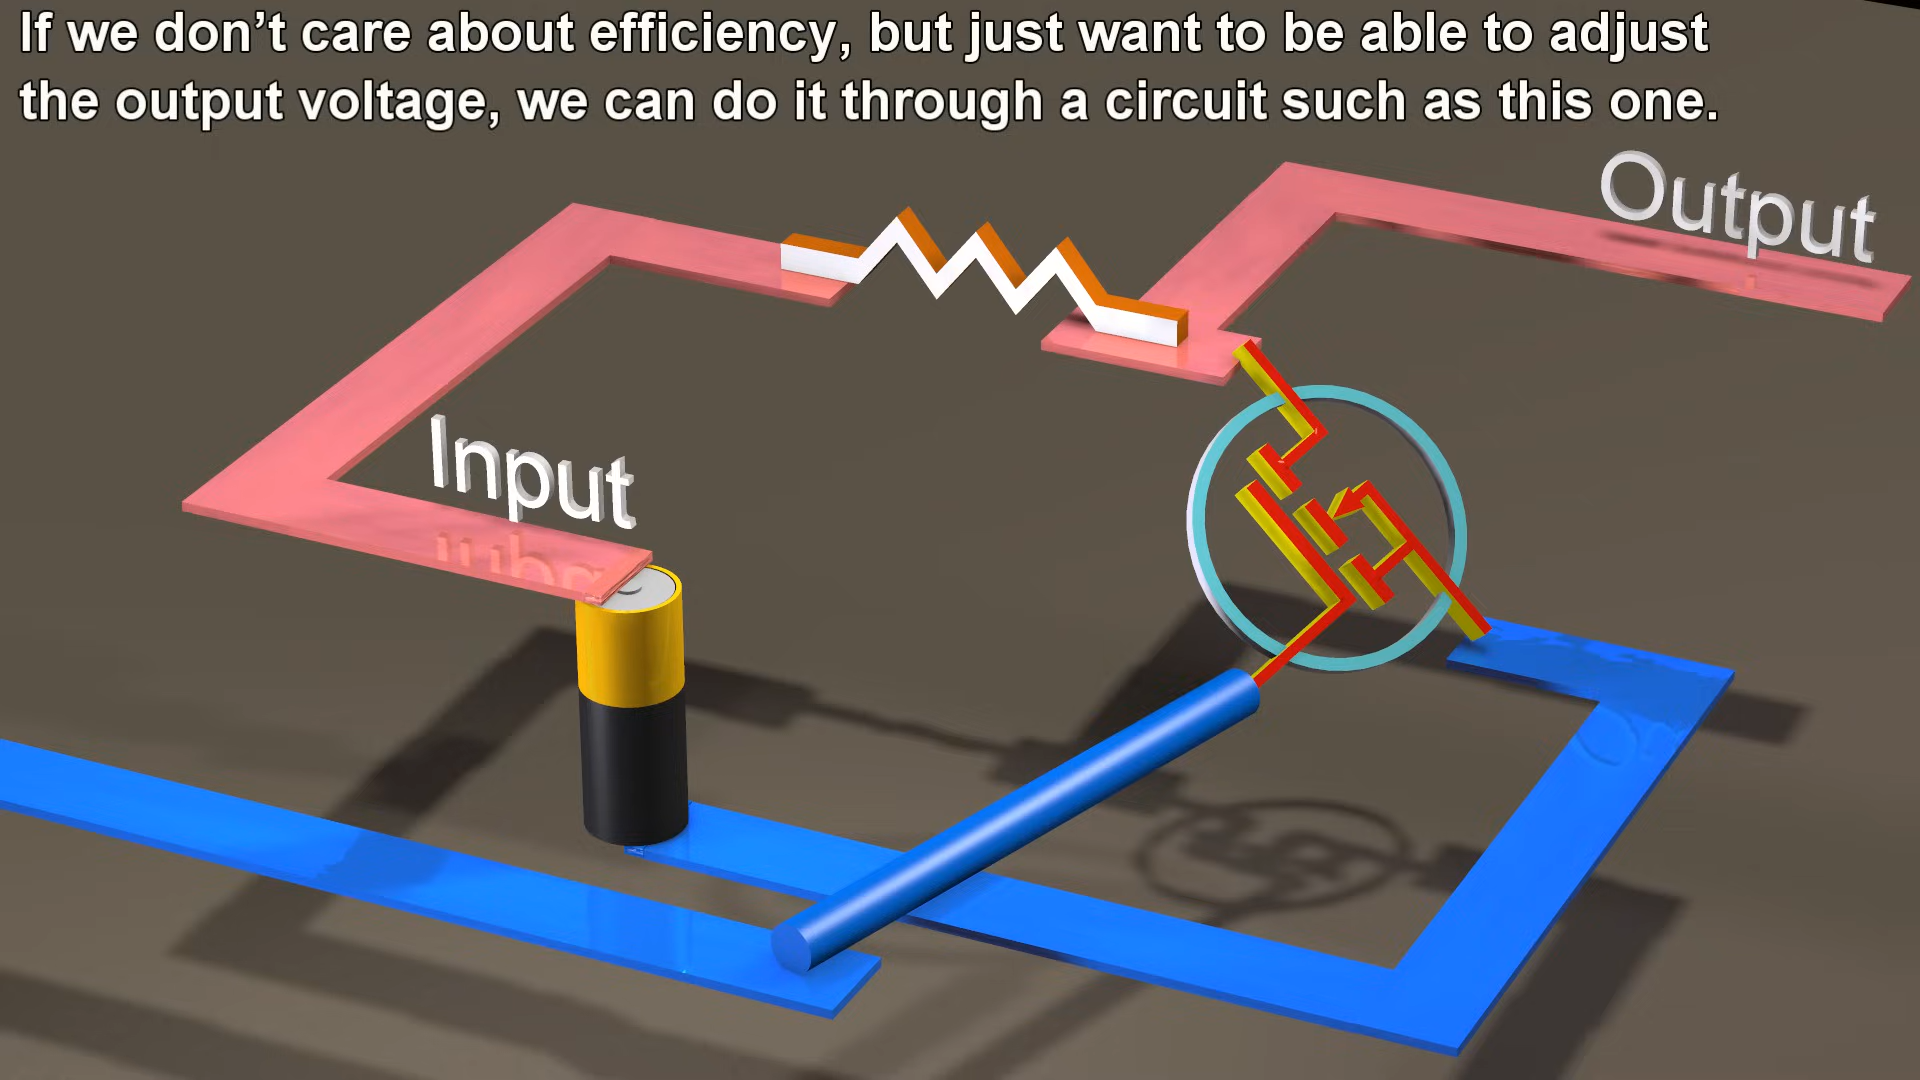 If we don’t care about efficiency, but just want to be able to adjust
the output voltage, we can do it through a circuit such as this one.
Output
Input